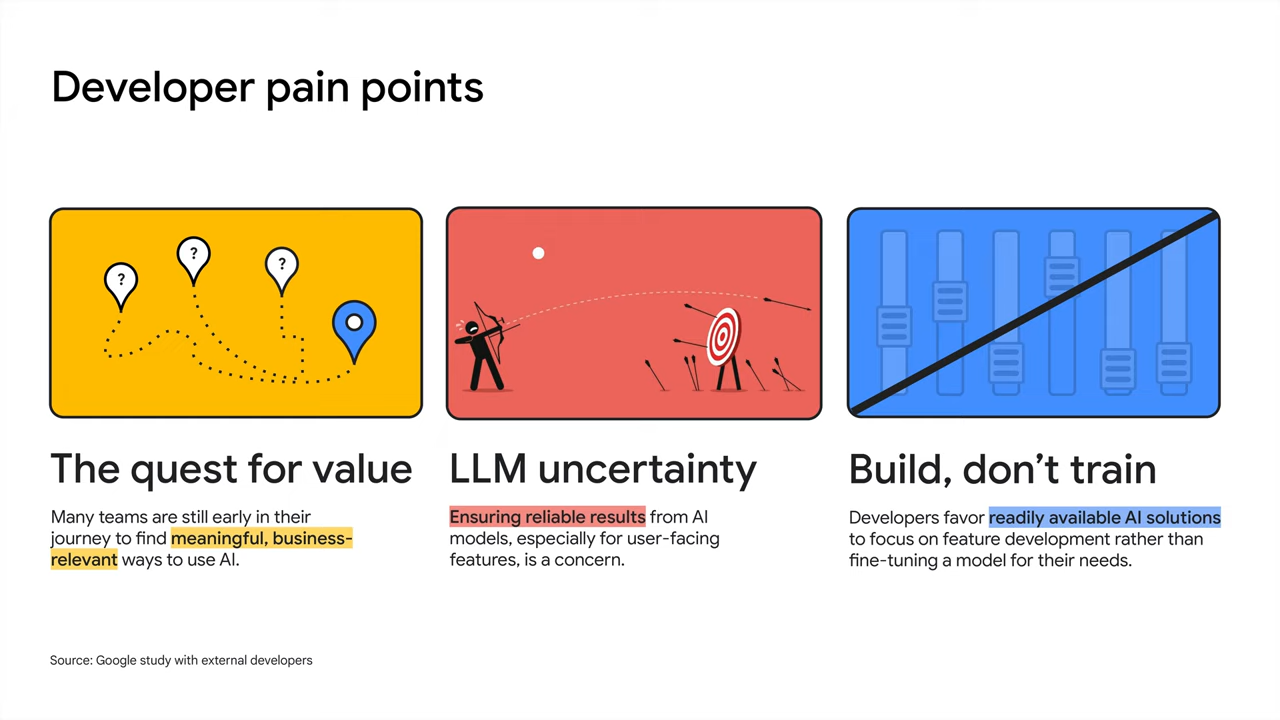 Developer pain points
?
?
?
The quest for value
Many teams are still early in their
journey to find meaningful, business-
relevant ways to use AI.
LLM uncertainty
Ensuring reliable results from AI
models, especially for user-facing
features, is a concern.
Build, don’t train
Developers favor readily available AI solutions
to focus on feature development rather than
fine-tuning a model for their needs.
Source: Google study with external developers